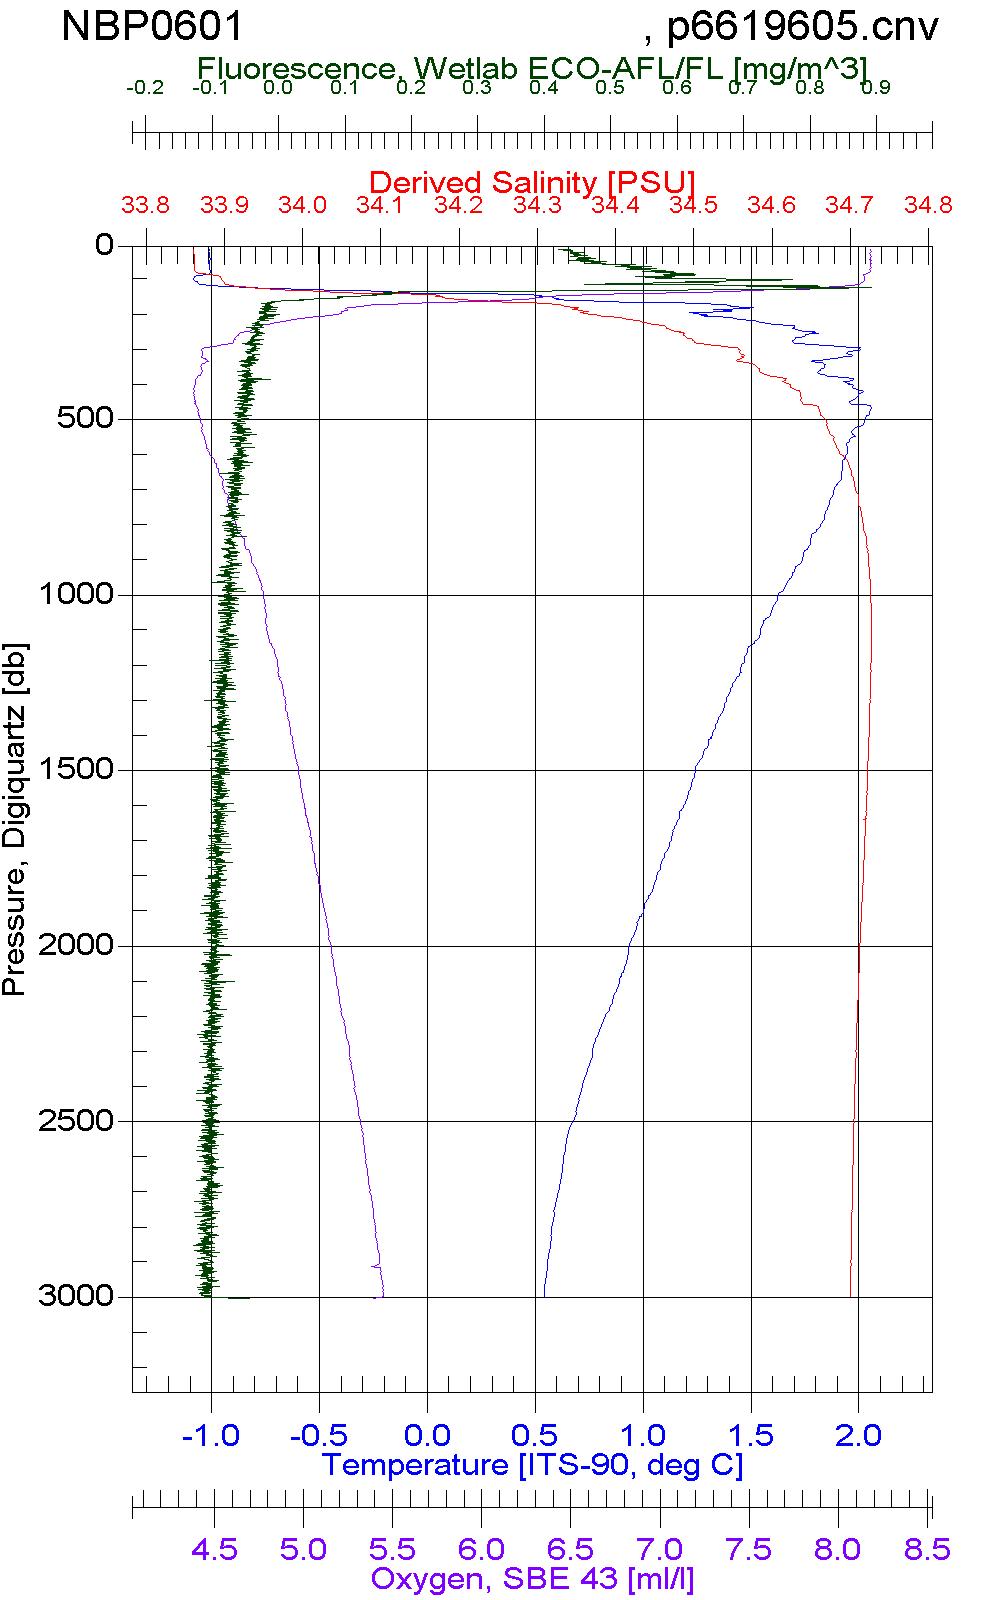 NBP0601 , p6619605.cnv
Fluorescence, Wetlab ECO-AFL/FL [mg/m^3]
-0.2 -0.1 0.0 0.1 0.2 0.3 0.4 0.5 0.6 0.7 0.8 0.9
Derived Salinity [PSU]
33.8 33.9 34.0 34.1 34.2 34.3 34.4 34.5 34.6 34.7 34.8
0
500
1000
1500
2000
2500
3000
Pressure, Digiquartz [db]
-1.0 -0.5 0.0 0.5 1.0 1.5 2.0
Temperature [ITS-90, deg C]
4.5 5.0 5.5 6.0 6.5 7.0 7.5 8.0 8.5
Oxygen, SBE 43 [ml/l]